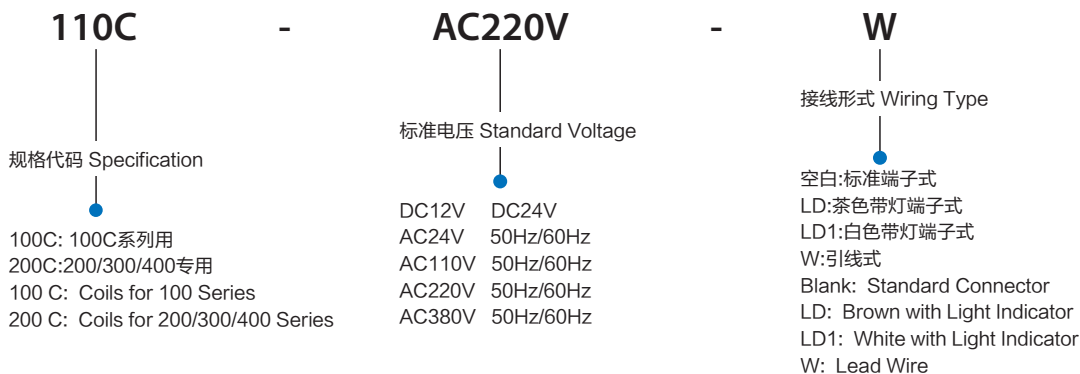 110C - AC220V - W
规格代码 Specification
100C: 100C系列用
200C:200/300/400专用
100 C: Coils for 100 Series
200 C: Coils for 200/300/400 Series
标准电压 Standard Voltage
DC12V DC24V
AC24V 50Hz/60Hz
AC110V 50Hz/60Hz
AC220V 50Hz/60Hz
AC380V 50Hz/60Hz
接线形式 Wiring Type
空白:标准端子式
LD:茶色带灯端子式
LD1:白色带灯端子式
W:引线式
Blank: Standard Connector
LD: Brown with Light Indicator
LD1: White with Light Indicator
W: Lead Wire